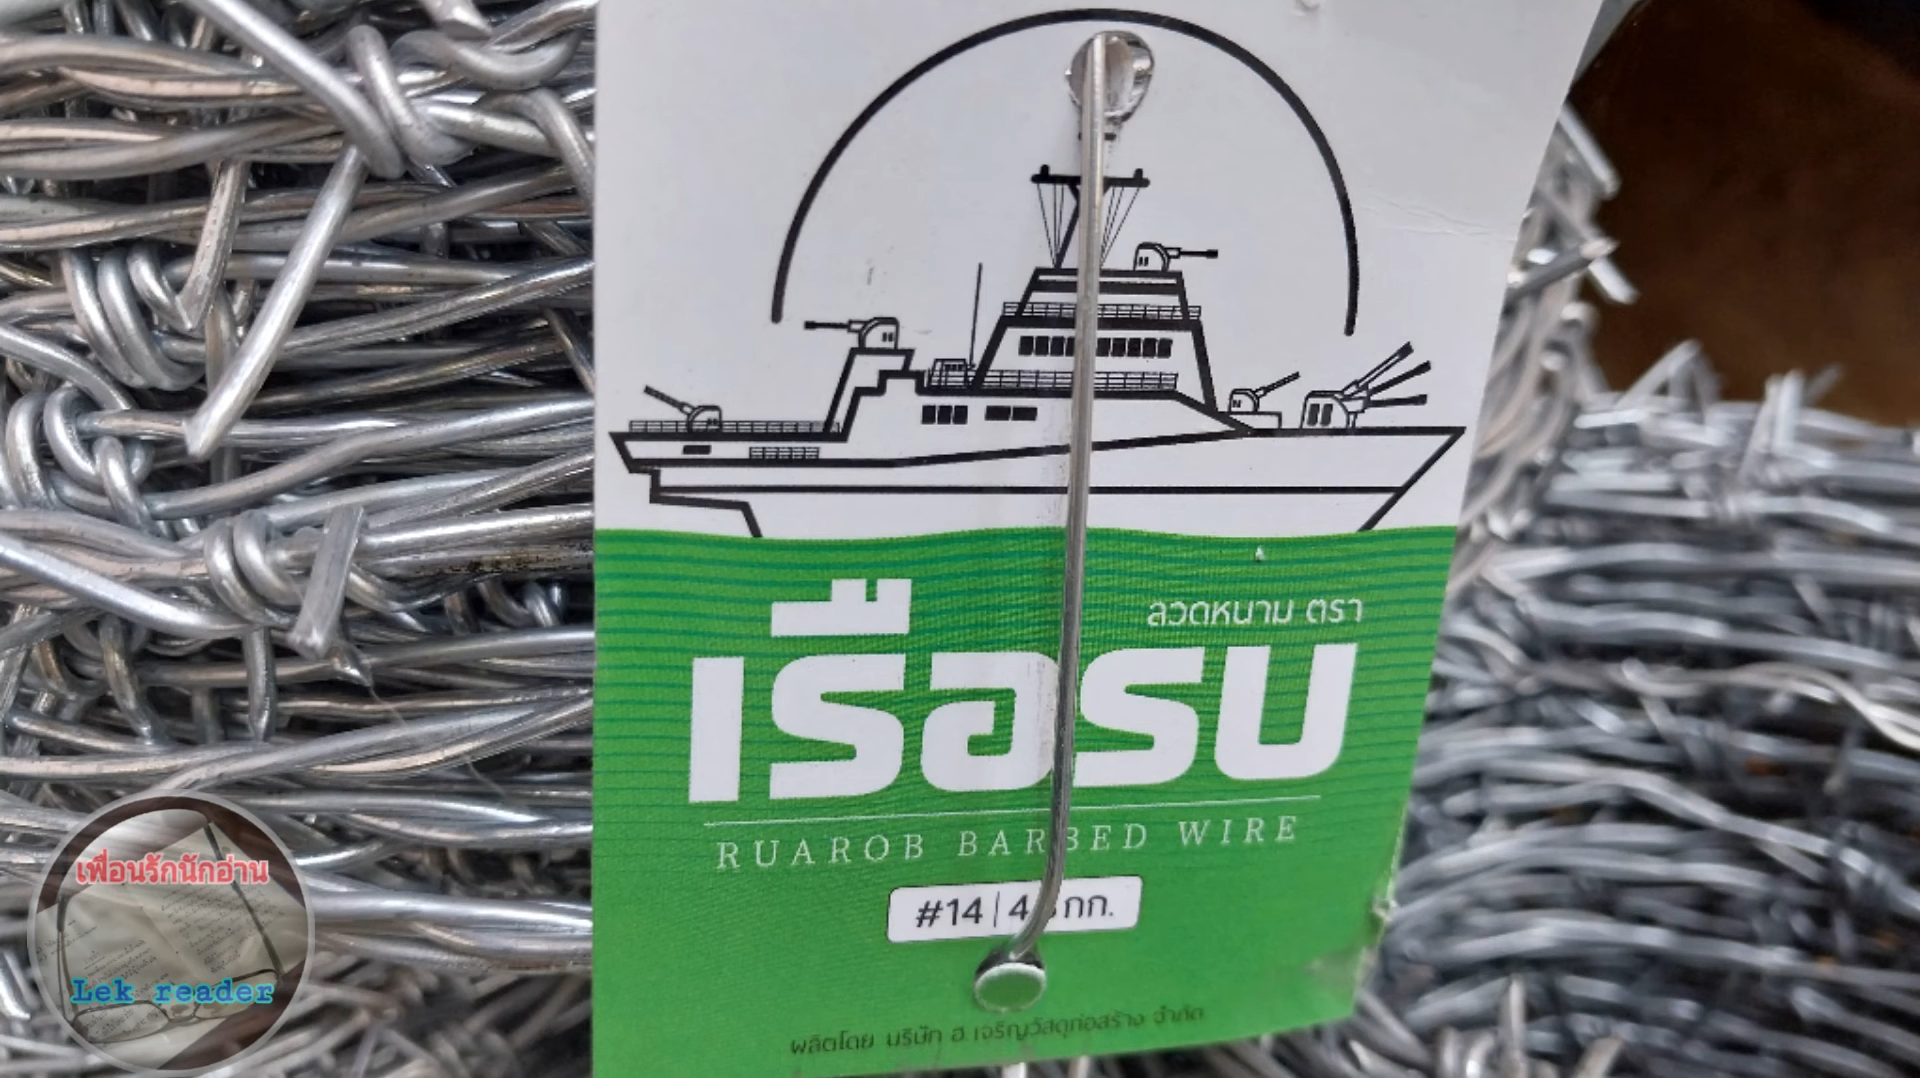 ลวดหนาม ตรา
เรือรบ
RUAROB BARBED WIRE
#14 | 4 กก.
ผลิตโดย บริษัท ฮ.เจริญวัสดุก่อสร้าง จำกัด
เพื่อนรักนักอ่าน
Lek reader